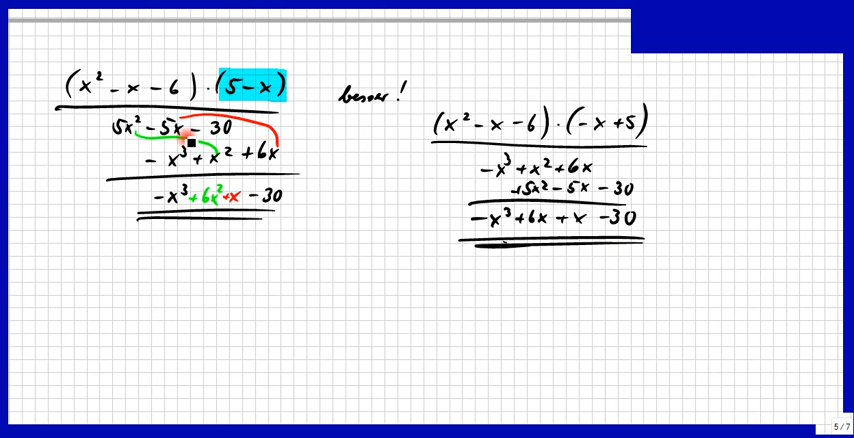 (x² - x - 6) · (5 - x)
5x² - 5x - 30
- x³ + x² + 6x
- x³ + 6x² + x - 30
besser!
(x² - x - 6) · (-x + 5)
-x³ + x² + 6x
+5x² - 5x - 30
-x³ + 6x + x - 30
5 / 7